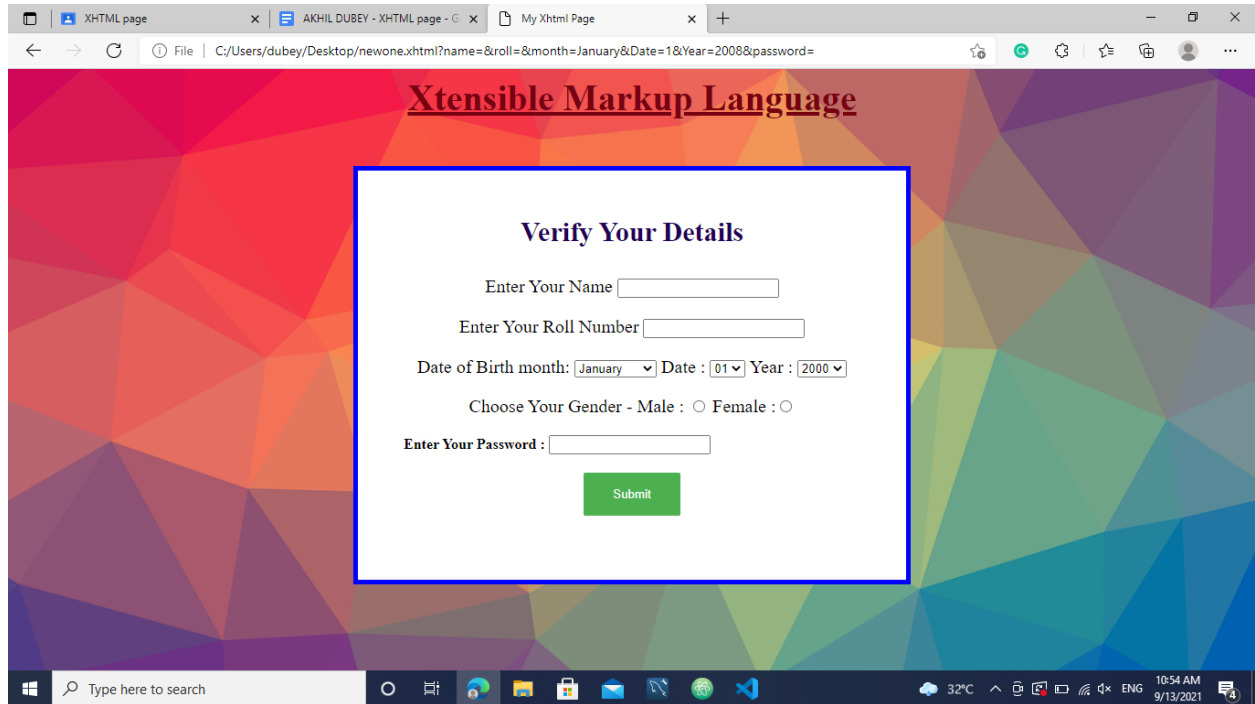 XHTML page
AKHIL DUBEY - XHTML page - G
My Xhtml Page
File | C:/Users/dubey/Desktop/newone.xhtml?name=&roll=&month=January&Date=1&Year=2008&password=
Xtensible Markup Language
Verify Your Details
Enter Your Name
Enter Your Roll Number
Date of Birth month: January Date : 01 Year : 2000
Choose Your Gender - Male : Female :
Enter Your Password :
Submit
Type here to search
32°C
ENG
10:54 AM
9/13/2021
4